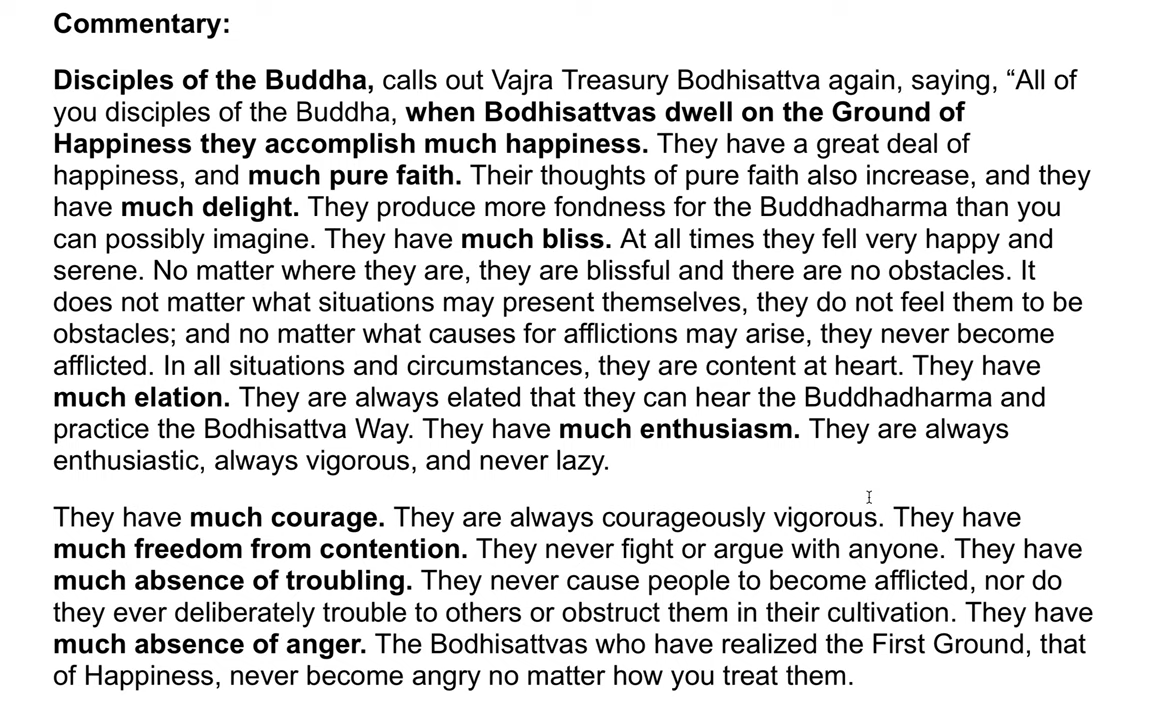 Commentary:
Disciples of the Buddha, calls out Vajra Treasury Bodhisattva again, saying, “All of
you disciples of the Buddha, when Bodhisattvas dwell on the Ground of
Happiness they accomplish much happiness. They have a great deal of
happiness, and much pure faith. Their thoughts of pure faith also increase, and they
have much delight. They produce more fondness for the Buddhadharma than you
can possibly imagine. They have much bliss. At all times they fell very happy and
serene. No matter where they are, they are blissful and there are no obstacles. It
does not matter what situations may present themselves, they do not feel them to be
obstacles; and no matter what causes for afflictions may arise, they never become
afflicted. In all situations and circumstances, they are content at heart. They have
much elation. They are always elated that they can hear the Buddhadharma and
practice the Bodhisattva Way. They have much enthusiasm. They are always
enthusiastic, always vigorous, and never lazy.
They have much courage. They are always courageously vigorous. They have
much freedom from contention. They never fight or argue with anyone. They have
much absence of troubling. They never cause people to become afflicted, nor do
they ever deliberately trouble to others or obstruct them in their cultivation. They have
much absence of anger. The Bodhisattvas who have realized the First Ground, that
of Happiness, never become angry no matter how you treat them.